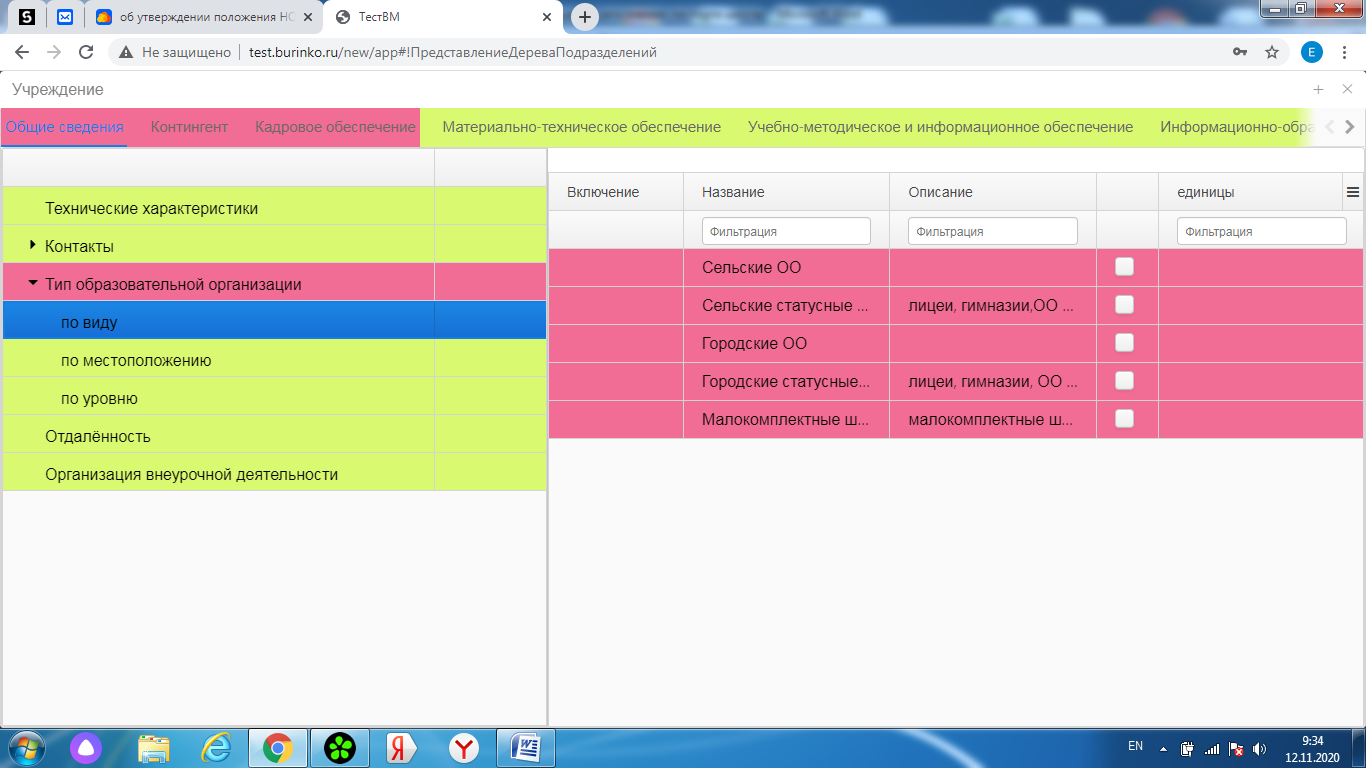 об утверждении положения НС
ТестВМ
Не защищено
test.burinko.ru/new/app#!ПредставлениеДереваПодразделений
E
Учреждение
Общие сведения Контингент Кадровое обеспечение Материально-техническое обеспечение Учебно-методическое и информационное обеспечение Информационно-обра
Включение Название Описание единицы
Фильтрация Фильтрация Фильтрация
Технические характеристики
Контакты
Тип образовательной организации
по виду
по местоположению
по уровню
Отдалённость
Организация внеурочной деятельности
Сельские ОО
Сельские статусные ... лицеи, гимназии,ОО ...
Городские ОО
Городские статусные... лицеи, гимназии, ОО ...
Малокомплектные ш... малокомплектные ш...
EN
9:34
12.11.2020